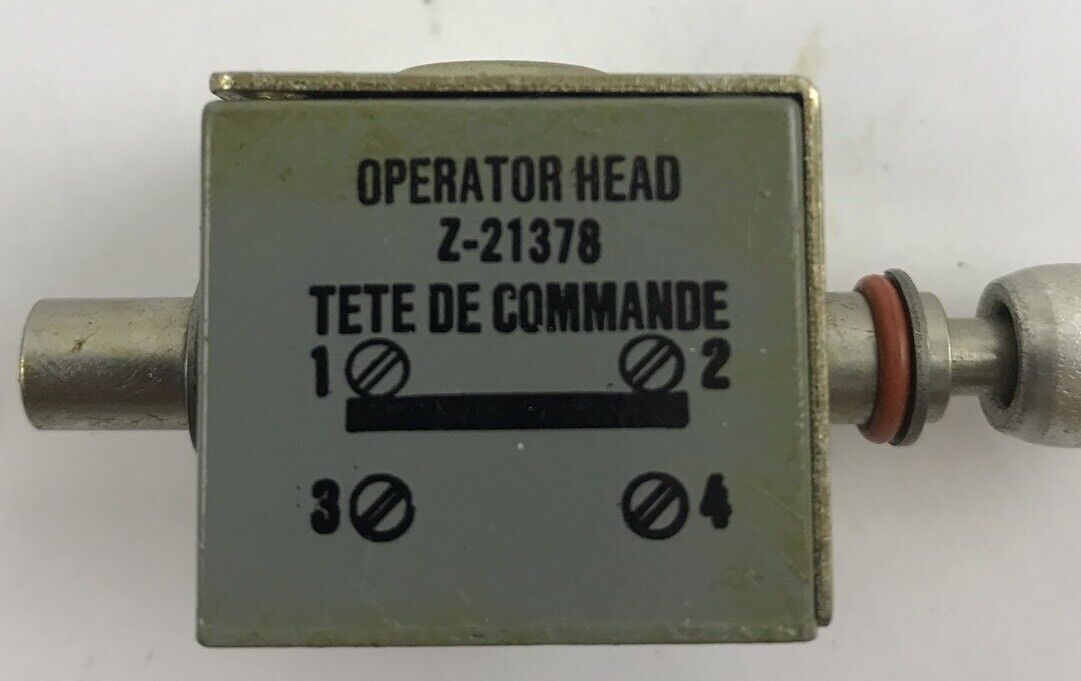 OPERATOR HEAD
Z-21378
TETE DE COMMANDE
1 2
3 4